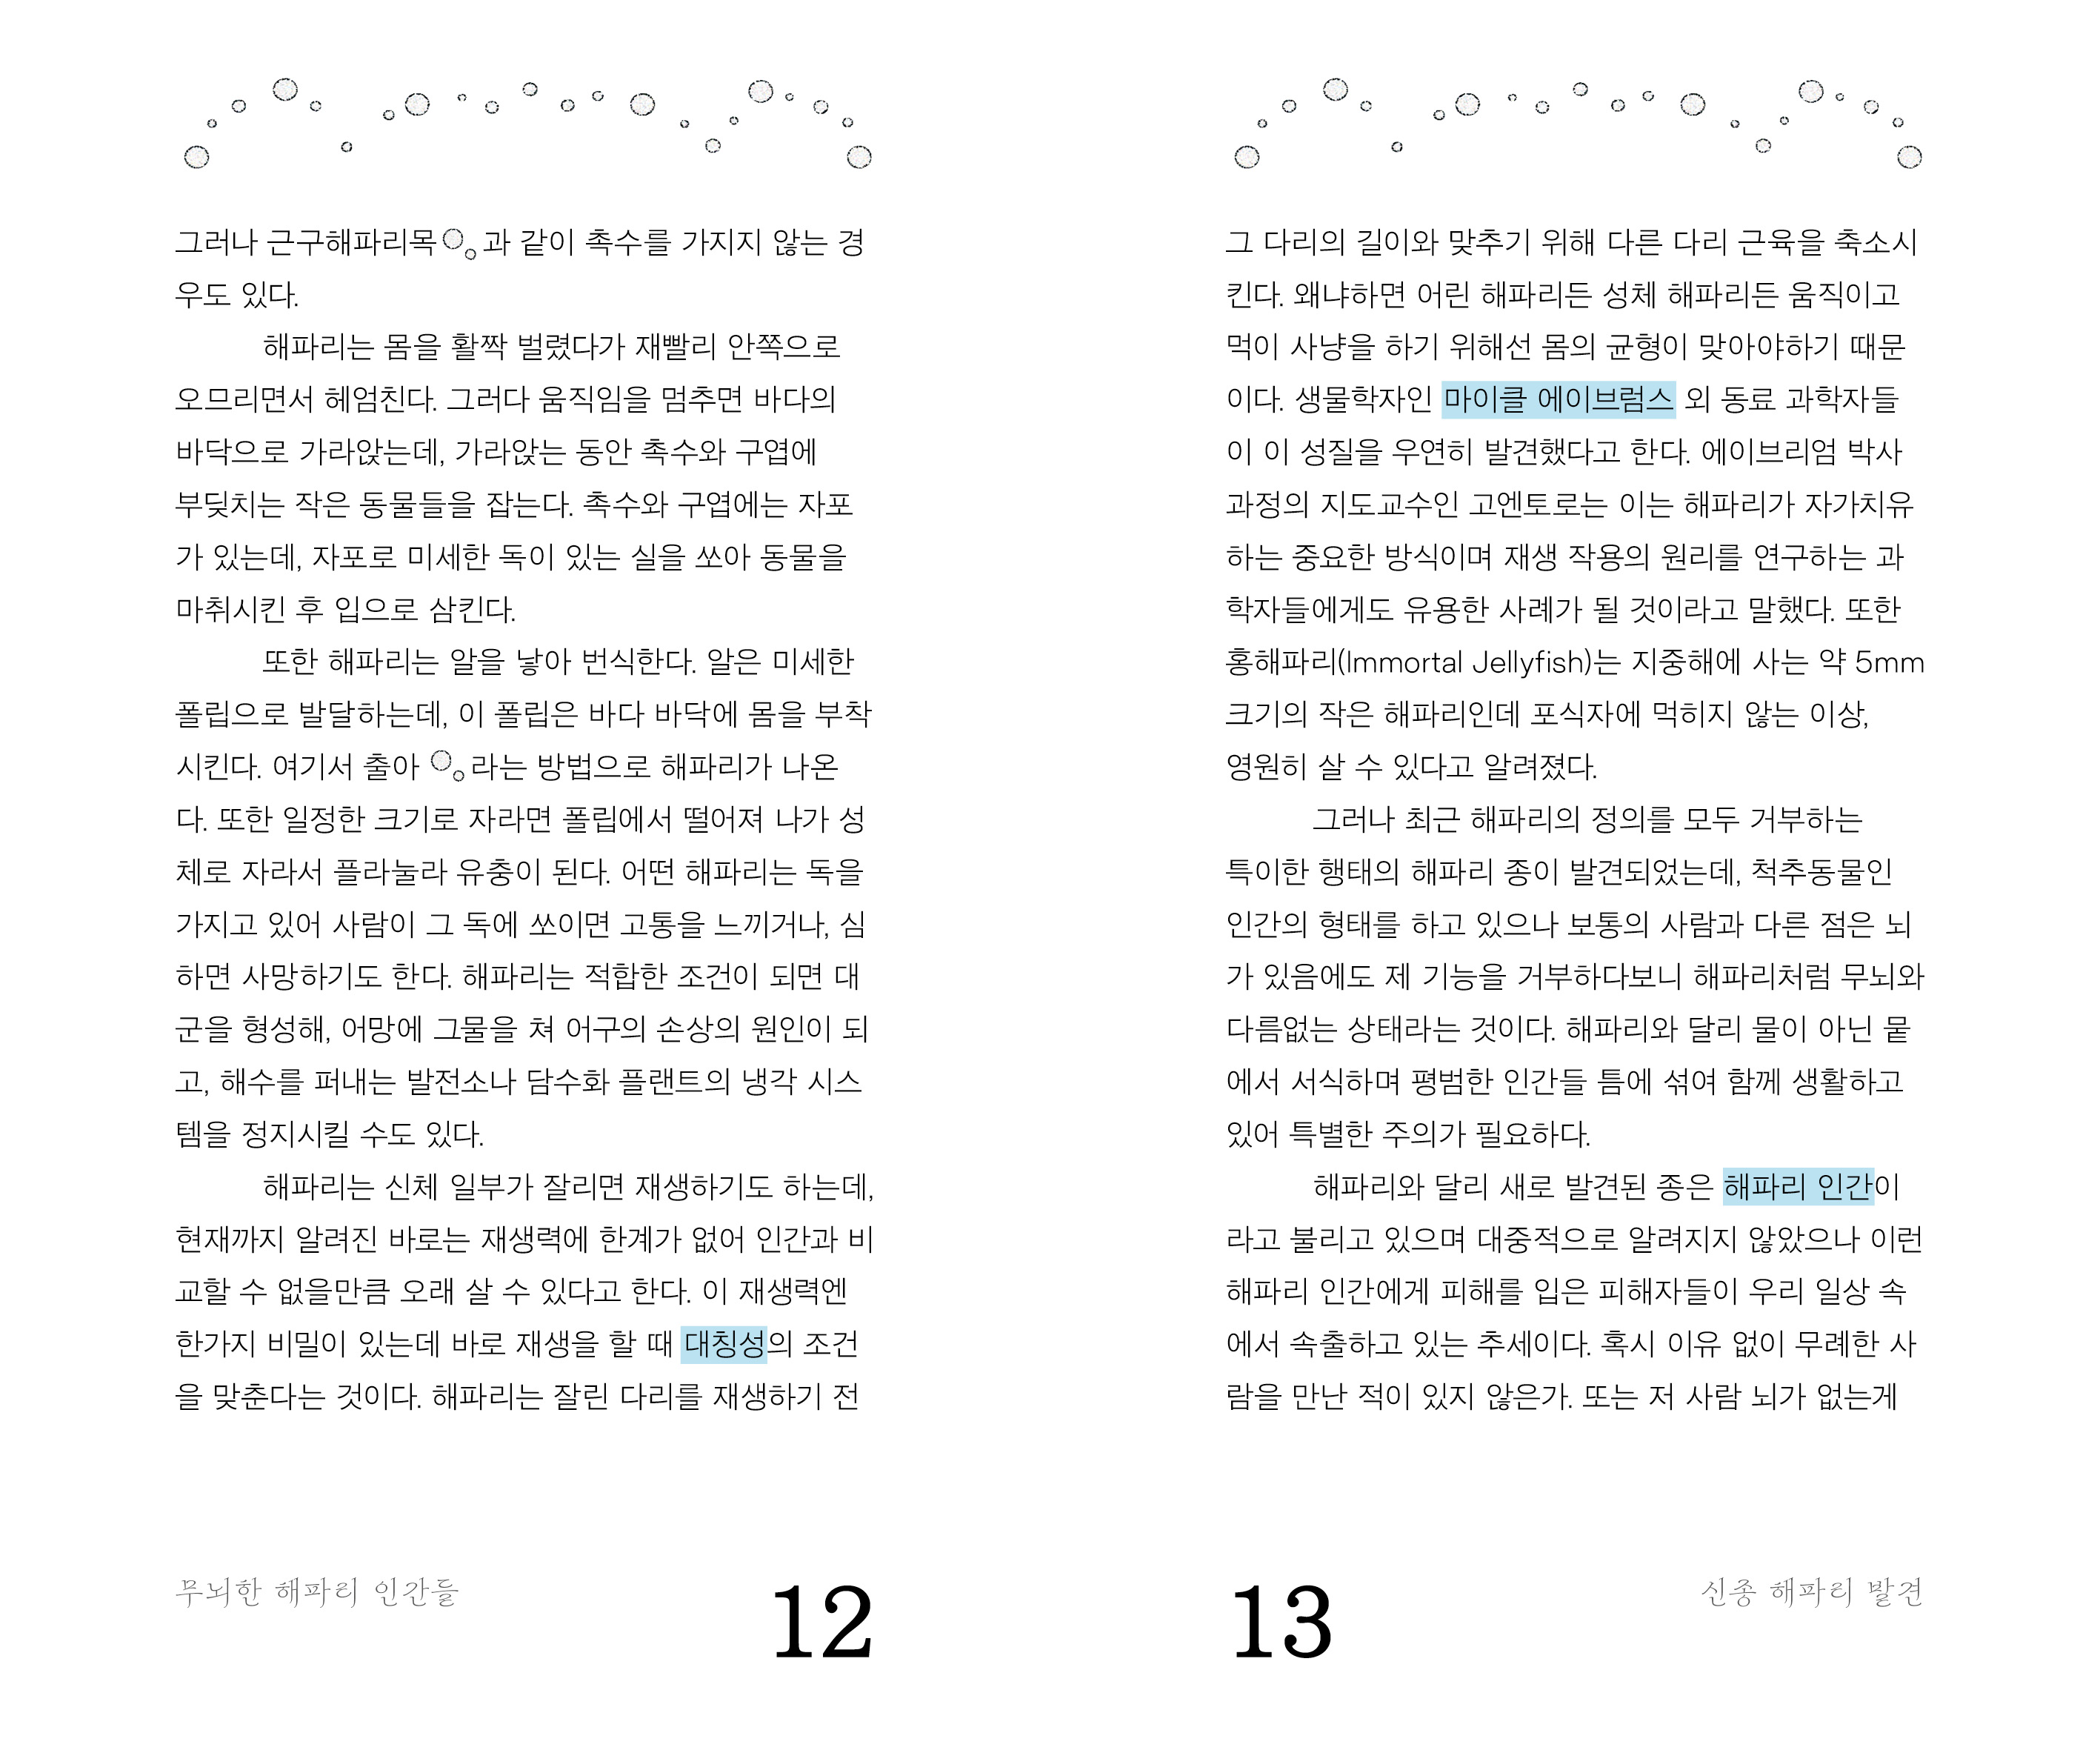 그러나 근구해파리목 과 같이 촉수를 가지지 않는 경
우도 있다.
해파리는 몸을 활짝 벌렸다가 재빨리 안쪽으로
오므리면서 헤엄친다. 그러다 움직임을 멈추면 바다의
바닥으로 가라앉는데, 가라앉는 동안 촉수와 구엽에
부딪치는 작은 동물들을 잡는다. 촉수와 구엽에는 자포
가 있는데, 자포로 미세한 독이 있는 실을 쏘아 동물을
마취시킨 후 입으로 삼킨다.
또한 해파리는 알을 낳아 번식한다. 알은 미세한
폴립으로 발달하는데, 이 폴립은 바다 바닥에 몸을 부착
시킨다. 여기서 출아 라는 방법으로 해파리가 나온
다. 또한 일정한 크기로 자라면 폴립에서 떨어져 나가 성
체로 자라서 플라눌라 유충이 된다. 어떤 해파리는 독을
가지고 있어 사람이 그 독에 쏘이면 고통을 느끼거나, 심
하면 사망하기도 한다. 해파리는 적합한 조건이 되면 대
군을 형성해, 어망에 그물을 쳐 어구의 손상의 원인이 되
고, 해수를 퍼내는 발전소나 담수화 플랜트의 냉각 시스
템을 정지시킬 수도 있다.
해파리는 신체 일부가 잘리면 재생하기도 하는데,
현재까지 알려진 바로는 재생력에 한계가 없어 인간과 비
교할 수 없을만큼 오래 살 수 있다고 한다. 이 재생력엔
한가지 비밀이 있는데 바로 재생을 할 때 대칭성의 조건
을 맞춘다는 것이다. 해파리는 잘린 다리를 재생하기 전
무뇌한 해파리 인간들
12
그 다리의 길이와 맞추기 위해 다른 다리 근육을 축소시
킨다. 왜냐하면 어린 해파리든 성체 해파리든 움직이고
먹이 사냥을 하기 위해선 몸의 균형이 맞아야하기 때문
이다. 생물학자인 마이클 에이브럼스 외 동료 과학자들
이 이 성질을 우연히 발견했다고 한다. 에이브리엄 박사
과정의 지도교수인 고엔토로는 이는 해파리가 자가치유
하는 중요한 방식이며 재생 작용의 원리를 연구하는 과
학자들에게도 유용한 사례가 될 것이라고 말했다. 또한
홍해파리(Immortal Jellyfish)는 지중해에 사는 약 5mm
크기의 작은 해파리인데 포식자에 먹히지 않는 이상,
영원히 살 수 있다고 알려졌다.
그러나 최근 해파리의 정의를 모두 거부하는
특이한 행태의 해파리 종이 발견되었는데, 척추동물인
인간의 형태를 하고 있으나 보통의 사람과 다른 점은 뇌
가 있음에도 제 기능을 거부하다보니 해파리처럼 무뇌와
다름없는 상태라는 것이다. 해파리와 달리 물이 아닌 뭍
에서 서식하며 평범한 인간들 틈에 섞여 함께 생활하고
있어 특별한 주의가 필요하다.
해파리와 달리 새로 발견된 종은 해파리 인간이
라고 불리고 있으며 대중적으로 알려지지 않았으나 이런
해파리 인간에게 피해를 입은 피해자들이 우리 일상 속
에서 속출하고 있는 추세이다. 혹시 이유 없이 무례한 사
람을 만난 적이 있지 않은가. 또는 저 사람 뇌가 없는게
13
신종 해파리 발견